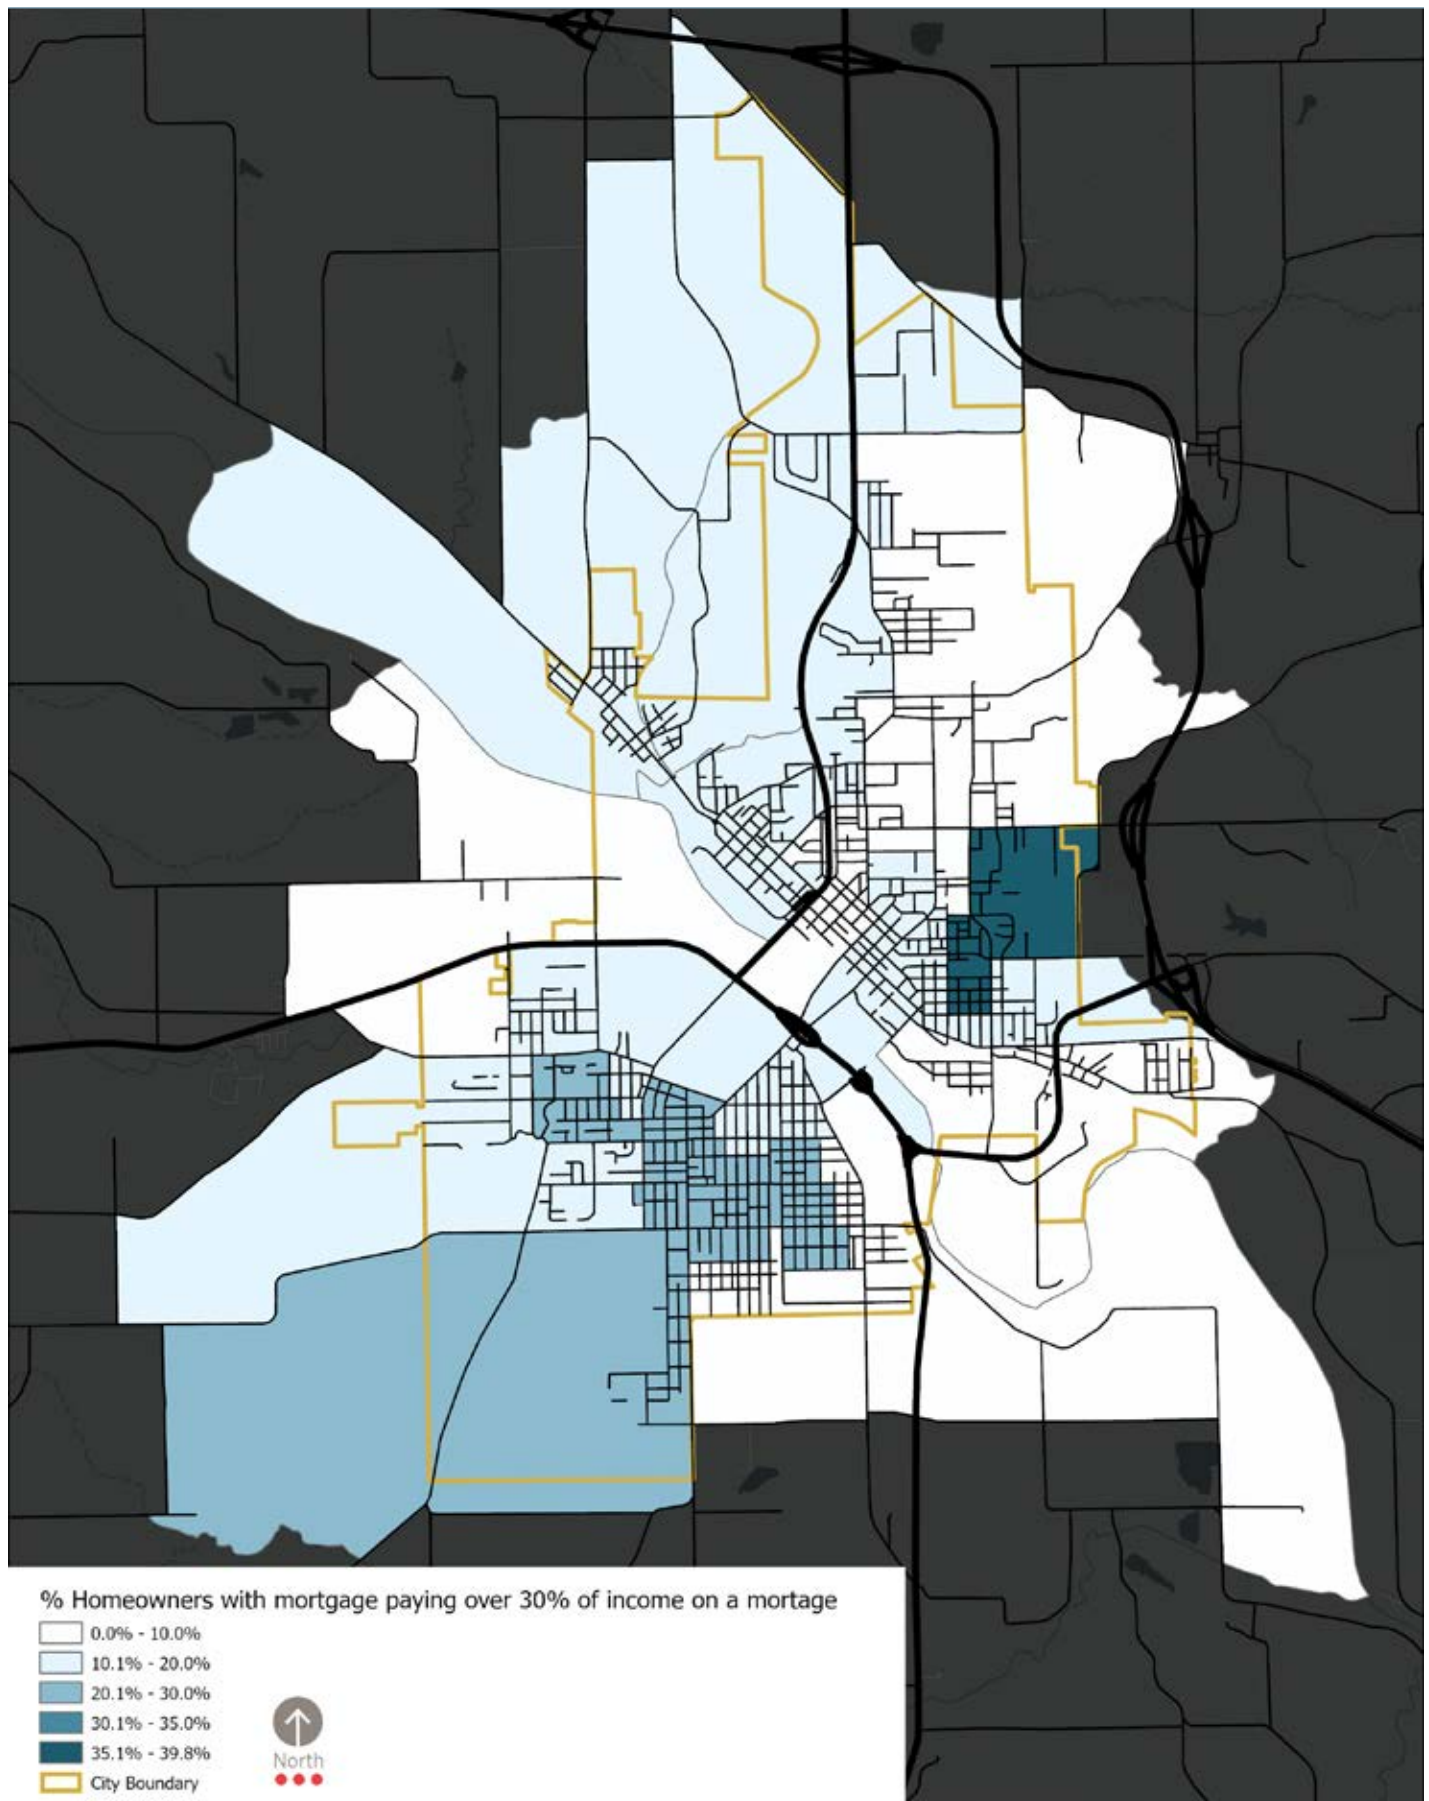 % Homeowners with mortgage paying over 30% of income on a mortage
0.0% - 10.0%
10.1% - 20.0%
20.1% - 30.0%
30.1% - 35.0%
35.1% - 39.8%
City Boundary
North